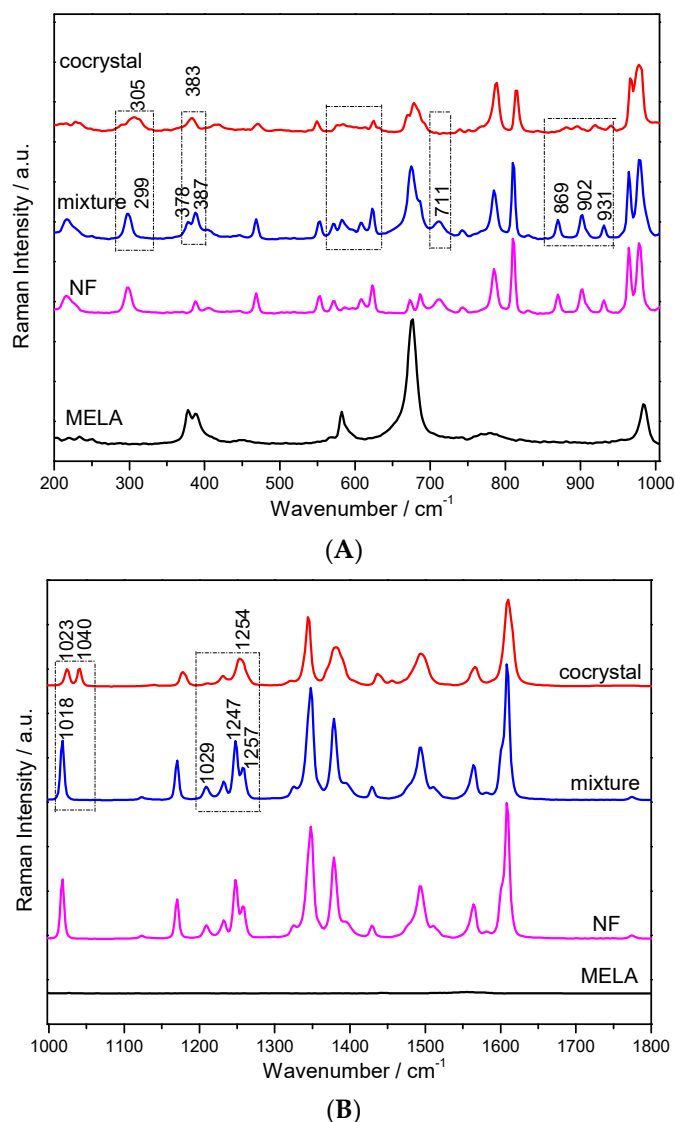 cocrystal
305
383
mixture
299
378
387
711
869
902
931
NF
MELA
Raman Intensity / a.u.
200 300 400 500 600 700 800 900 1000
Wavenumber / cm-1
(A)
1023
1040
1254
cocrystal
1018
1029
1247
1257
mixture
NF
MELA
Raman Intensity / a.u.
1000 1100 1200 1300 1400 1500 1600 1700 1800
Wavenumber / cm-1
(B)